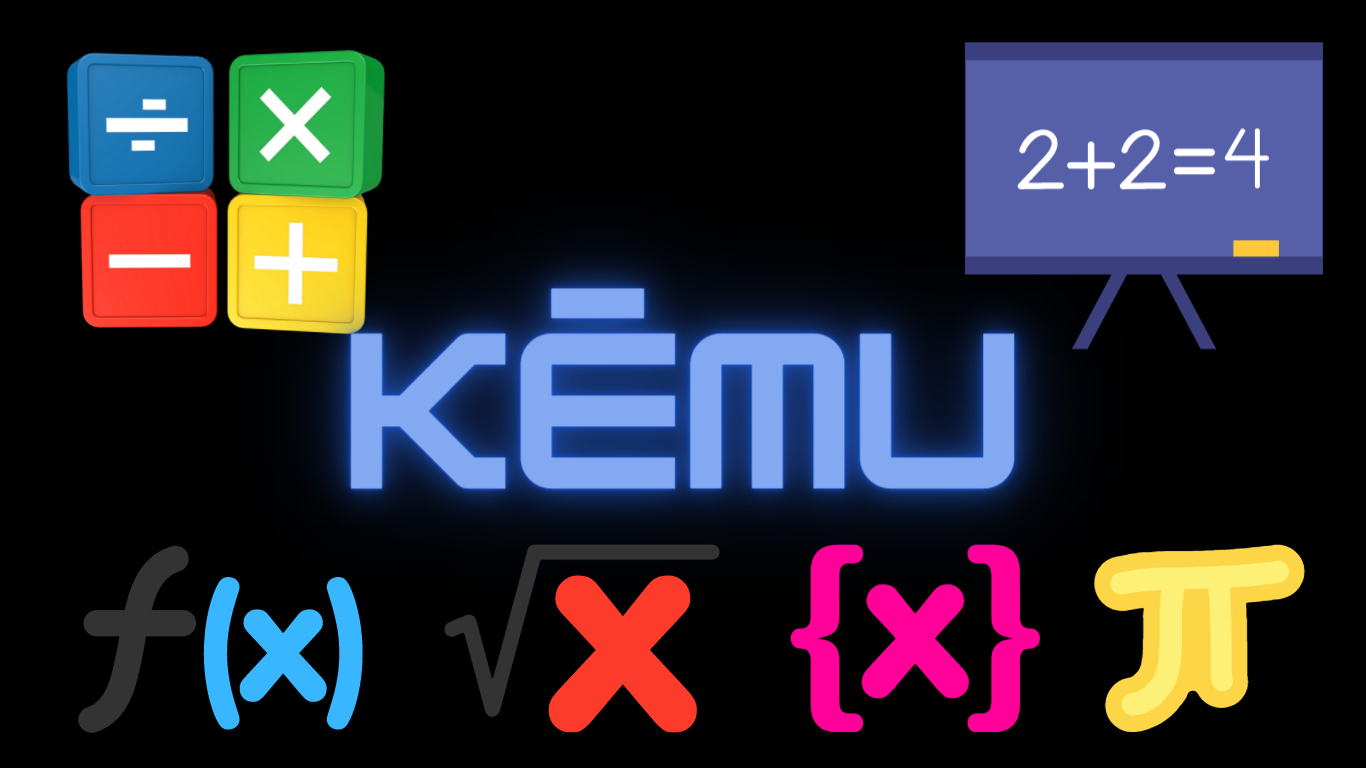 ÷ ×
− +
2+2=4
KĒMU
f(x) √x {x} π